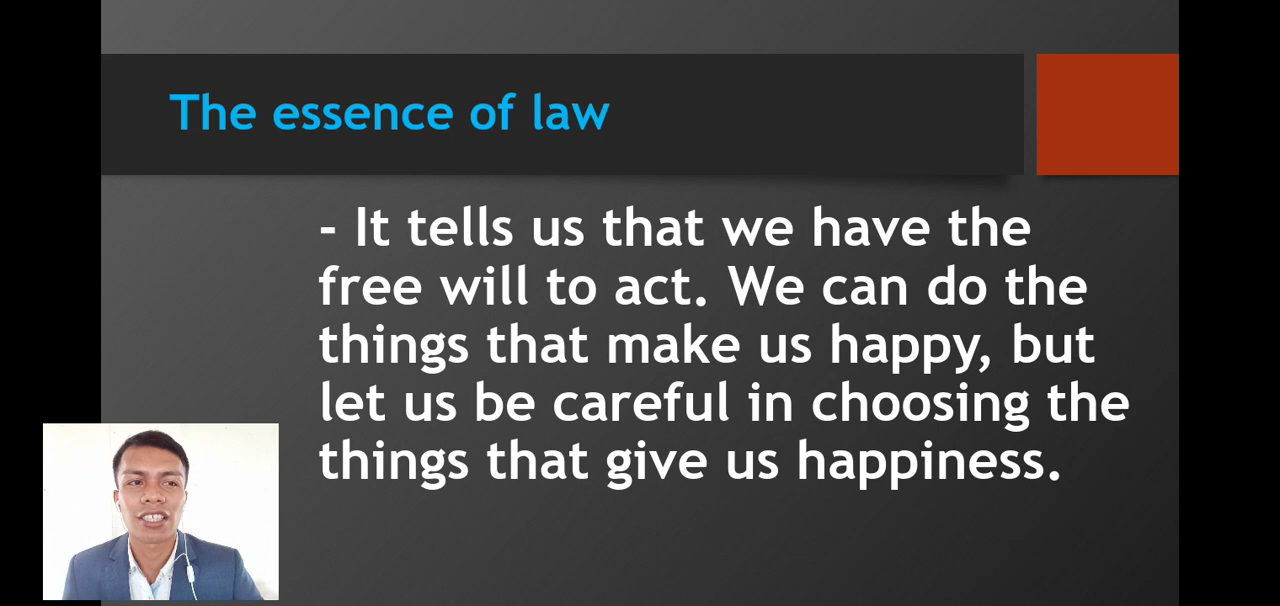 The essence of law
- It tells us that we have the
free will to act. We can do the
things that make us happy, but
let us be careful in choosing the
things that give us happiness.